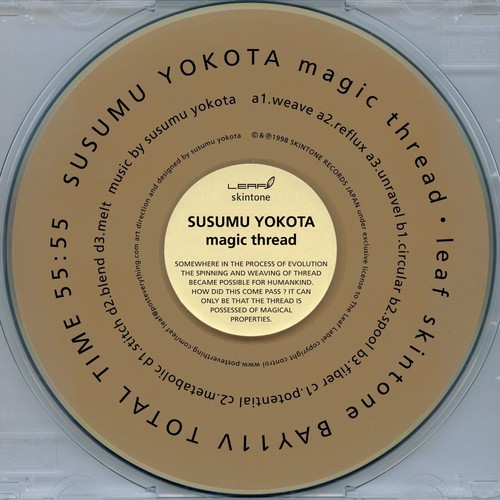 SUSUMU YOKOTA magic thread • leaf skintone BAY11V TOTAL TIME 55:55
music by susumu yokota a1.weave a2.reflux a3.unravel b1.circular b2.spool b3.fiber c1.potential c2.metabolic d1.stitch d2.blend d3.melt
©&℗1998 SKINTONE RECORDS JAPAN under exclusive license to The Leaf Label copyright control www.posteverything.com/leaf leaf@posteverything.com art direction and designed by susumu yokota
LEAF
skintone
SUSUMU YOKOTA
magic thread
SOMEWHERE IN THE PROCESS OF EVOLUTION
THE SPINNING AND WEAVING OF THREAD
BECAME POSSIBLE FOR HUMANKIND.
HOW DID THIS COME PASS ? IT CAN
ONLY BE THAT THE THREAD IS
POSSESSED OF MAGICAL
PROPERTIES.